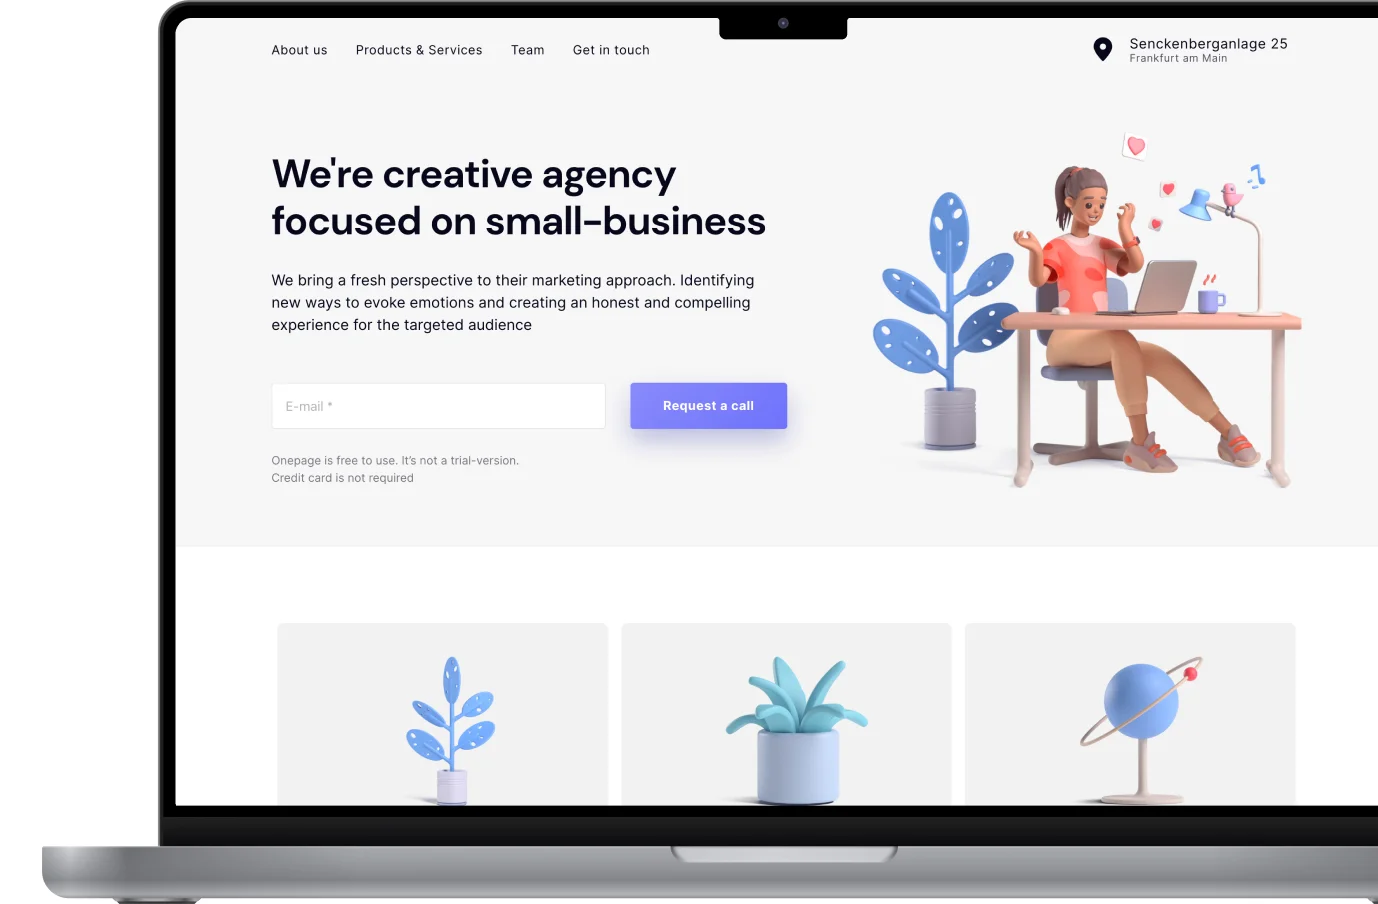 About us Products & Services Team Get in touch
Senckenberganlage 25
Frankfurt am Main
We're creative agency
focused on small-business
We bring a fresh perspective to their marketing approach. Identifying
new ways to evoke emotions and creating an honest and compelling
experience for the targeted audience
E-mail *
Request a call
Onepage is free to use. It’s not a trial-version.
Credit card is not required